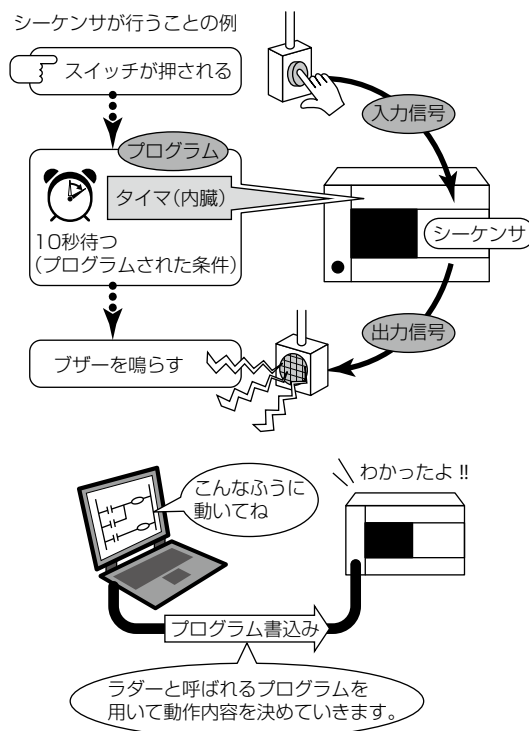 シーケンサが行うことの例
スイッチが押される
入力信号
プログラム
タイマ(内臓)
10秒待つ
(プログラムされた条件)
シーケンサ
出力信号
ブザーを鳴らす
わかったよ!!
こんなふうに
動いてね
プログラム書込み
ラダーと呼ばれるプログラムを
用いて動作内容を決めていきます。